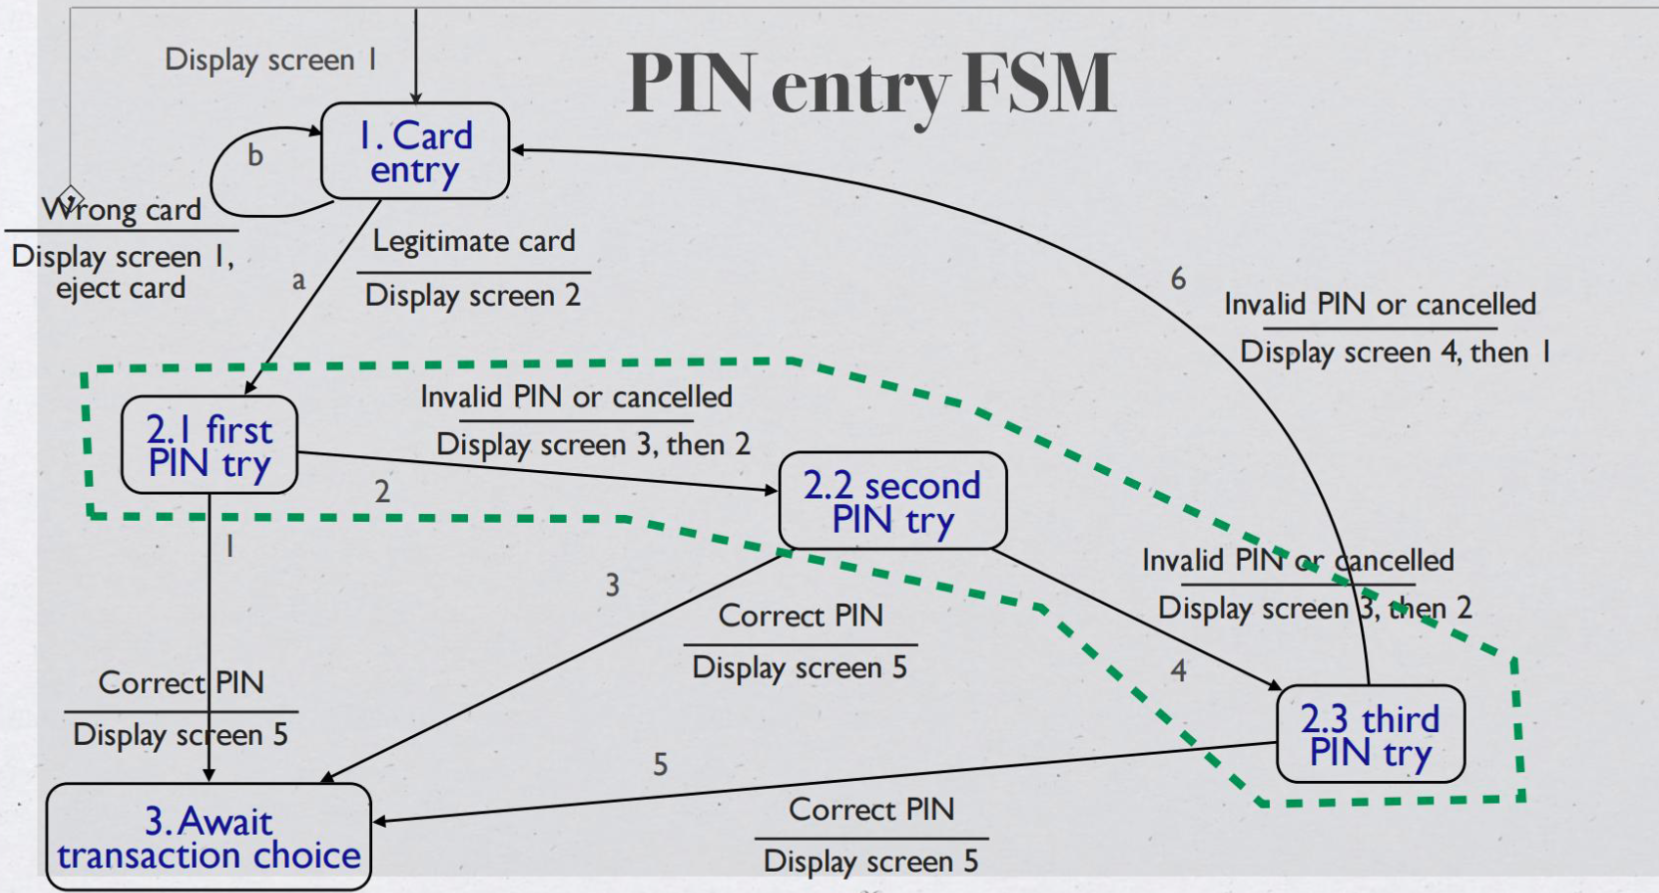 Display screen 1
PIN entry FSM
1. Card
entry
b
Wrong card
Display screen 1,
eject card
a
Legitimate card
Display screen 2
6
Invalid PIN or cancelled
Display screen 4, then 1
2.1 first
PIN try
Invalid PIN or cancelled
Display screen 3, then 2
2
2.2 second
PIN try
1
3
Correct PIN
Display screen 5
Invalid PIN or cancelled
Display screen 3, then 2
4
2.3 third
PIN try
Correct PIN
Display screen 5
5
Correct PIN
Display screen 5
3. Await
transaction choice